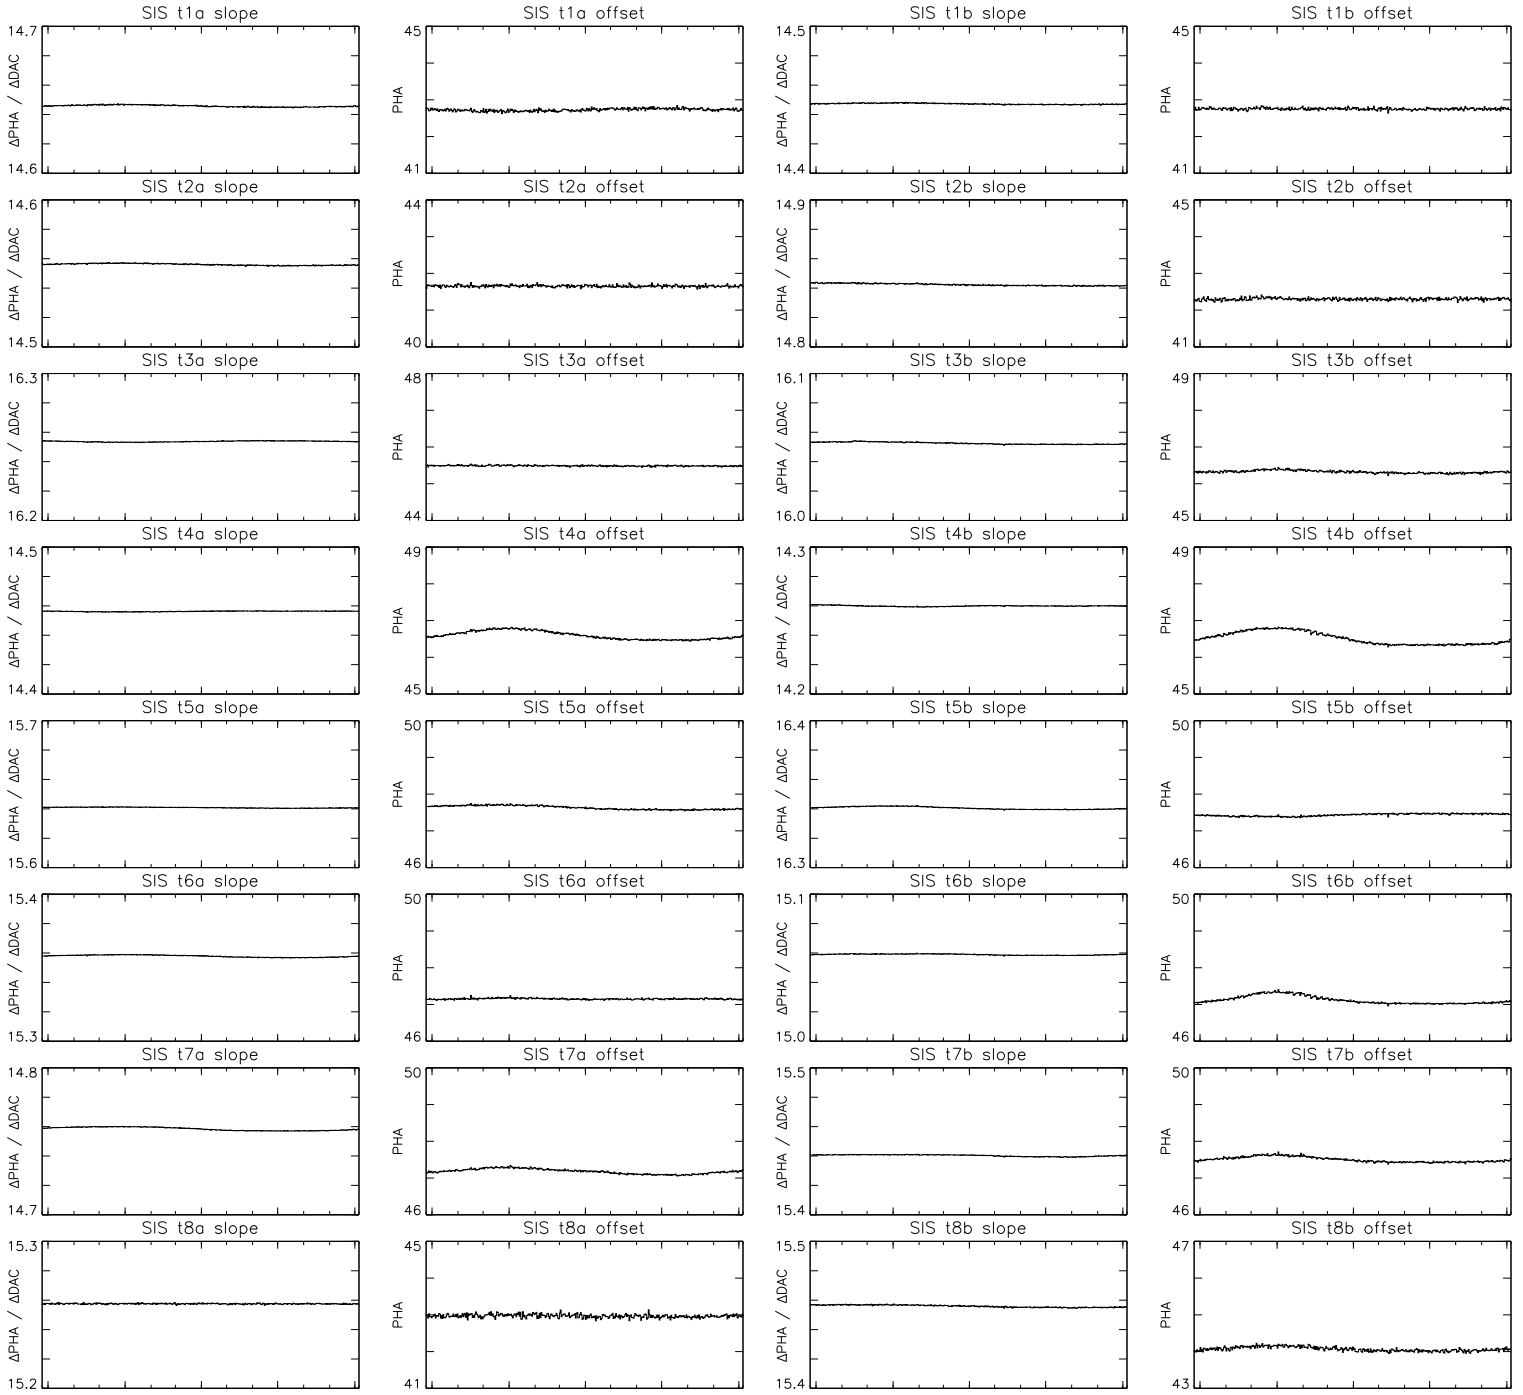 SIS t1a slope
SIS t1a offset
SIS t1b slope
SIS t1b offset
14.7
14.6
ΔPHA / ΔDAC
45
41
PHA
14.5
14.4
ΔPHA / ΔDAC
45
41
PHA
SIS t2a slope
SIS t2a offset
SIS t2b slope
SIS t2b offset
14.6
14.5
ΔPHA / ΔDAC
44
40
PHA
14.9
14.8
ΔPHA / ΔDAC
45
41
PHA
SIS t3a slope
SIS t3a offset
SIS t3b slope
SIS t3b offset
16.3
16.2
ΔPHA / ΔDAC
48
44
PHA
16.1
16.0
ΔPHA / ΔDAC
49
45
PHA
SIS t4a slope
SIS t4a offset
SIS t4b slope
SIS t4b offset
14.5
14.4
ΔPHA / ΔDAC
49
45
PHA
14.3
14.2
ΔPHA / ΔDAC
49
45
PHA
SIS t5a slope
SIS t5a offset
SIS t5b slope
SIS t5b offset
15.7
15.6
ΔPHA / ΔDAC
50
46
PHA
16.4
16.3
ΔPHA / ΔDAC
50
46
PHA
SIS t6a slope
SIS t6a offset
SIS t6b slope
SIS t6b offset
15.4
15.3
ΔPHA / ΔDAC
50
46
PHA
15.1
15.0
ΔPHA / ΔDAC
50
46
PHA
SIS t7a slope
SIS t7a offset
SIS t7b slope
SIS t7b offset
14.8
14.7
ΔPHA / ΔDAC
50
46
PHA
15.5
15.4
ΔPHA / ΔDAC
50
46
PHA
SIS t8a slope
SIS t8a offset
SIS t8b slope
SIS t8b offset
15.3
15.2
ΔPHA / ΔDAC
45
41
PHA
15.5
15.4
ΔPHA / ΔDAC
47
43
PHA